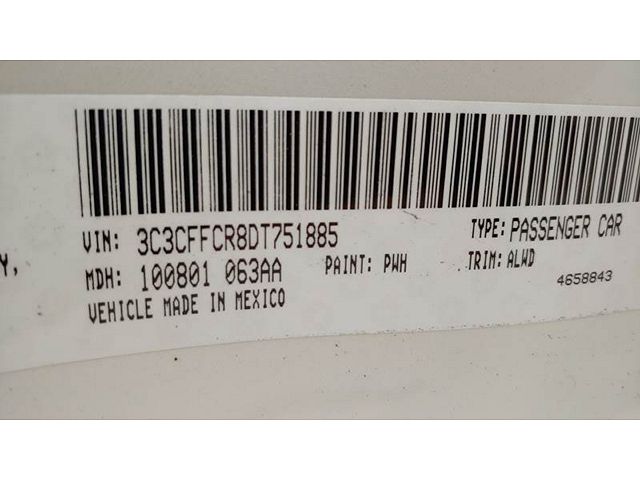 VIN: 3C3CFFCR8DT751885 TYPE: PASSENGER CAR
Y, MDH: 100801 063AA PAINT: PWH TRIM: ALWD
VEHICLE MADE IN MEXICO 4658843